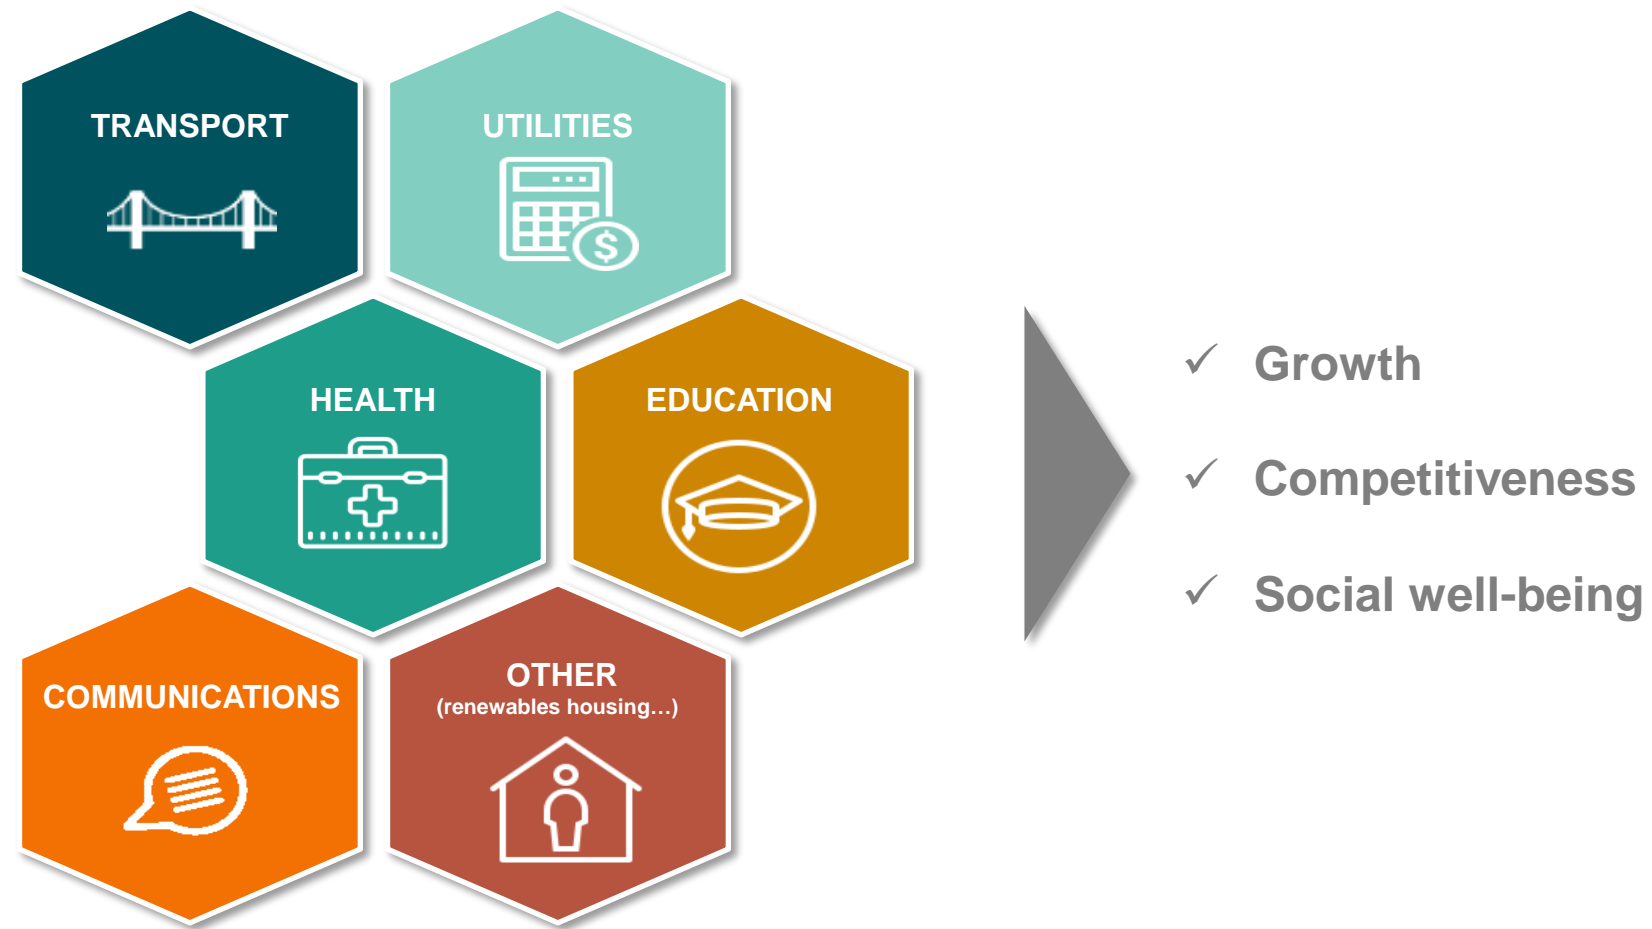 TRANSPORT
UTILITIES
$
HEALTH
EDUCATION
COMMUNICATIONS
OTHER
(renewables housing…)
✓ Growth
✓ Competitiveness
✓ Social well-being